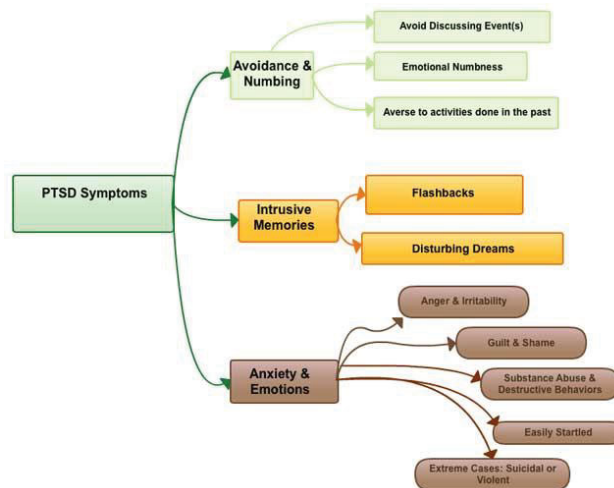 PTSD Symptoms
Avoidance &
Numbing
Avoid Discussing Event(s)
Emotional Numbness
Averse to activities done in the past
Intrusive
Memories
Flashbacks
Disturbing Dreams
Anxiety &
Emotions
Anger & Irritability
Guilt & Shame
Substance Abuse &
Destructive Behaviors
Easily Startled
Extreme Cases: Suicidal or
Violent